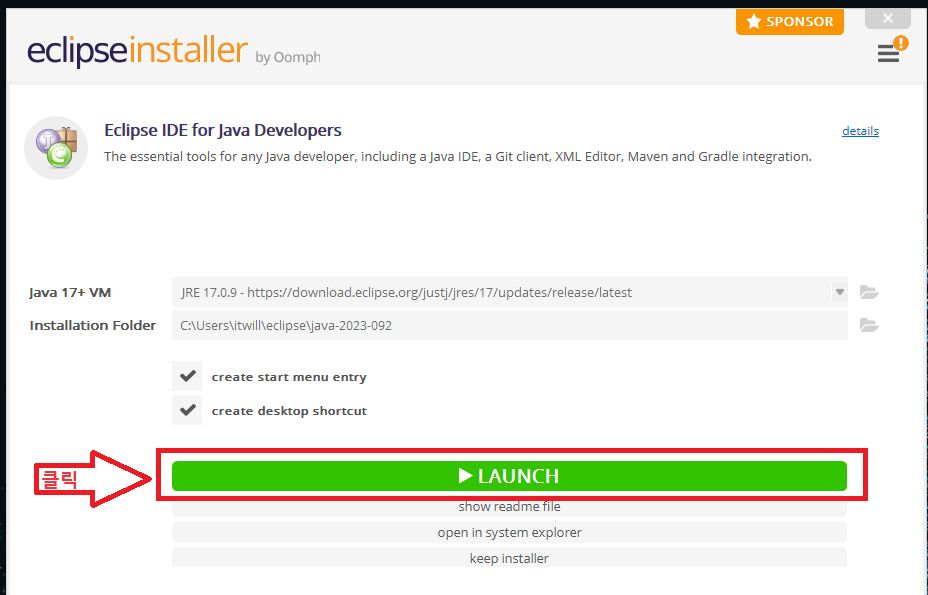 SPONSOR
eclipseinstaller by Oomph
Eclipse IDE for Java Developers
details
The essential tools for any Java developer, including a Java IDE, a Git client, XML Editor, Maven and Gradle integration.
Java 17+ VM
JRE 17.0.9 - https://download.eclipse.org/justj/jres/17/updates/release/latest
Installation Folder
C:\Users\itwill\eclipse\java-2023-092
create start menu entry
create desktop shortcut
클릭
LAUNCH
show readme file
open in system explorer
keep installer